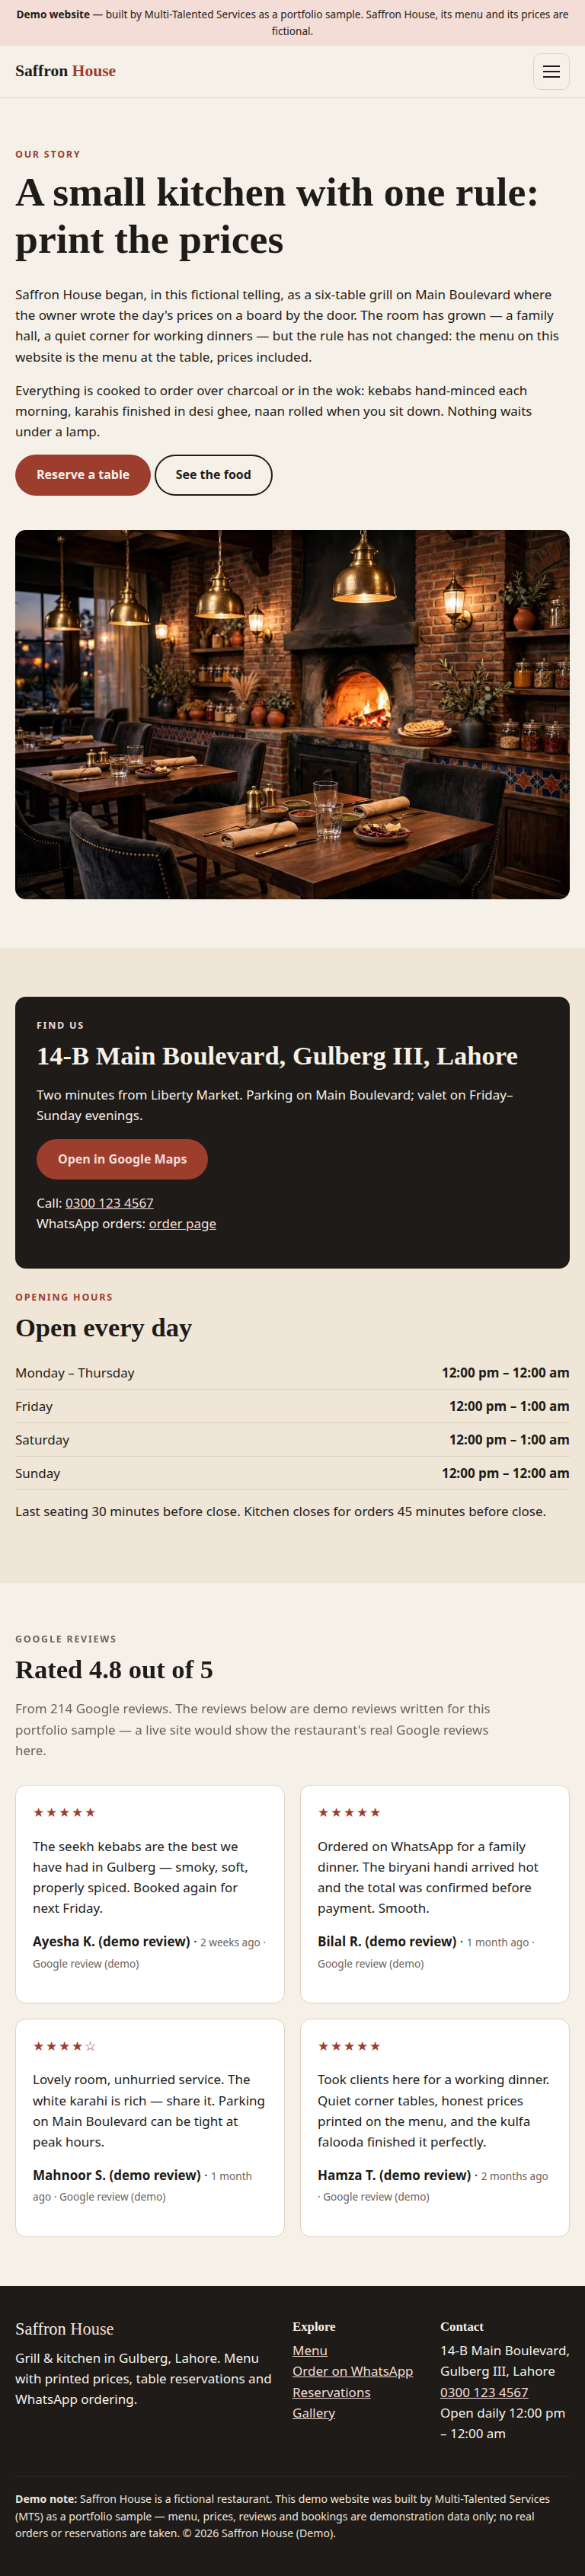 Demo website — built by Multi-Talented Services as a portfolio sample. Saffron House, its menu and its prices are
fictional.
Saffron House
OUR STORY
A small kitchen with one rule:
print the prices
Saffron House began, in this fictional telling, as a six-table grill on Main Boulevard where
the owner wrote the day's prices on a board by the door. The room has grown — a family
hall, a quiet corner for working dinners — but the rule has not changed: the menu on this
website is the menu at the table, prices included.
Everything is cooked to order over charcoal or in the wok: kebabs hand-minced each
morning, karahis finished in desi ghee, naan rolled when you sit down. Nothing waits
under a lamp.
Reserve a table
See the food
FIND US
14-B Main Boulevard, Gulberg III, Lahore
Two minutes from Liberty Market. Parking on Main Boulevard; valet on Friday–
Sunday evenings.
Open in Google Maps
Call: 0300 123 4567
WhatsApp orders: order page
OPENING HOURS
Open every day
Monday – Thursday 12:00 pm – 12:00 am
Friday 12:00 pm – 1:00 am
Saturday 12:00 pm – 1:00 am
Sunday 12:00 pm – 12:00 am
Last seating 30 minutes before close. Kitchen closes for orders 45 minutes before close.
GOOGLE REVIEWS
Rated 4.8 out of 5
From 214 Google reviews. The reviews below are demo reviews written for this
portfolio sample — a live site would show the restaurant's real Google reviews
here.
★★★★★
The seekh kebabs are the best we
have had in Gulberg — smoky, soft,
properly spiced. Booked again for
next Friday.
Ayesha K. (demo review) · 2 weeks ago ·
Google review (demo)
★★★★★
Ordered on WhatsApp for a family
dinner. The biryani handi arrived hot
and the total was confirmed before
payment. Smooth.
Bilal R. (demo review) · 1 month ago ·
Google review (demo)
★★★★☆
Lovely room, unhurried service. The
white karahi is rich — share it. Parking
on Main Boulevard can be tight at
peak hours.
Mahnoor S. (demo review) · 1 month
ago · Google review (demo)
★★★★★
Took clients here for a working dinner.
Quiet corner tables, honest prices
printed on the menu, and the kulfa
falooda finished it perfectly.
Hamza T. (demo review) · 2 months ago
· Google review (demo)
Saffron House
Grill & kitchen in Gulberg, Lahore. Menu
with printed prices, table reservations and
WhatsApp ordering.
Explore
Menu
Order on WhatsApp
Reservations
Gallery
Contact
14-B Main Boulevard,
Gulberg III, Lahore
0300 123 4567
Open daily 12:00 pm
– 12:00 am
Demo note: Saffron House is a fictional restaurant. This demo website was built by Multi-Talented Services
(MTS) as a portfolio sample — menu, prices, reviews and bookings are demonstration data only; no real
orders or reservations are taken. © 2026 Saffron House (Demo).